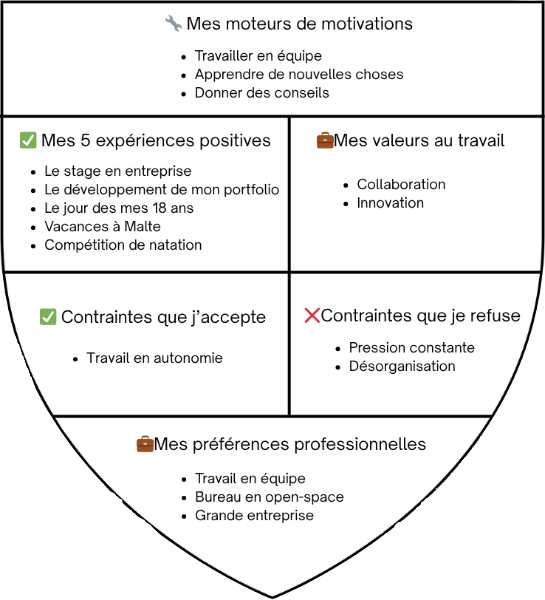 🔧 Mes moteurs de motivations
• Travailler en équipe
• Apprendre de nouvelles choses
• Donner des conseils
✅ Mes 5 expériences positives
• Le stage en entreprise
• Le développement de mon portfolio
• Le jour des mes 18 ans
• Vacances à Malte
• Compétition de natation
💼Mes valeurs au travail
• Collaboration
• Innovation
✅ Contraintes que j’accepte
• Travail en autonomie
❌Contraintes que je refuse
• Pression constante
• Désorganisation
💼Mes préférences professionnelles
• Travail en équipe
• Bureau en open-space
• Grande entreprise